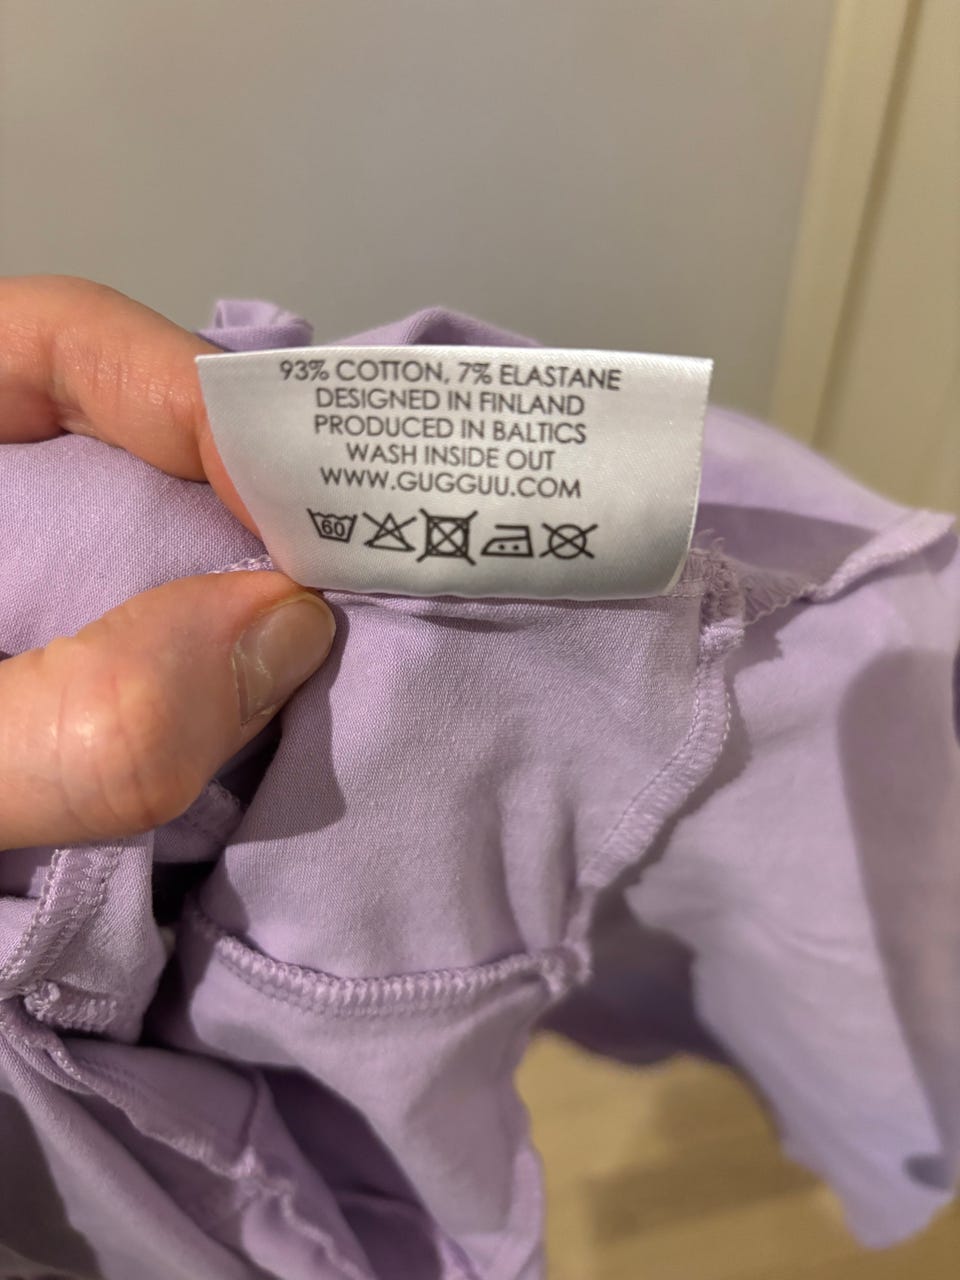 93% COTTON, 7% ELASTANE
DESIGNED IN FINLAND
PRODUCED IN BALTICS
WASH INSIDE OUT
WWW.GUGGUU.COM
60